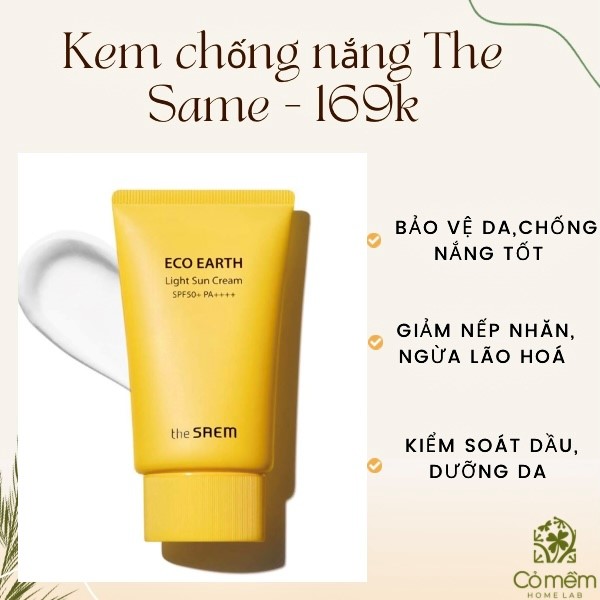 Kem chống nắng The
Same - 169k
BẢO VỆ DA,CHỐNG
NẮNG TỐT
ECO EARTH
Light Sun Cream
SPF50+ PA++++
the SAEM
GIẢM NẾP NHĂN,
NGỪA LÃO HOÁ
KIỂM SOÁT DẦU,
DƯỠNG DA
Cỏ mềm
HOME LAB